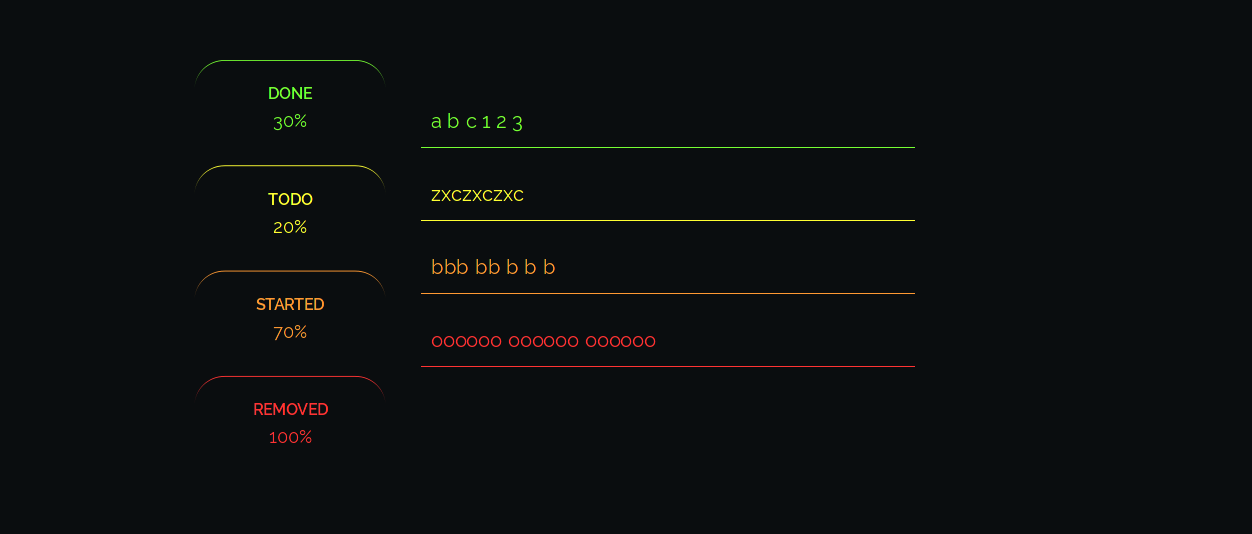 DONE
30%
TODO
20%
STARTED
70%
REMOVED
100%
a b c 1 2 3
zxczxczxc
bbb bb b b b
oooooo oooooo oooooo